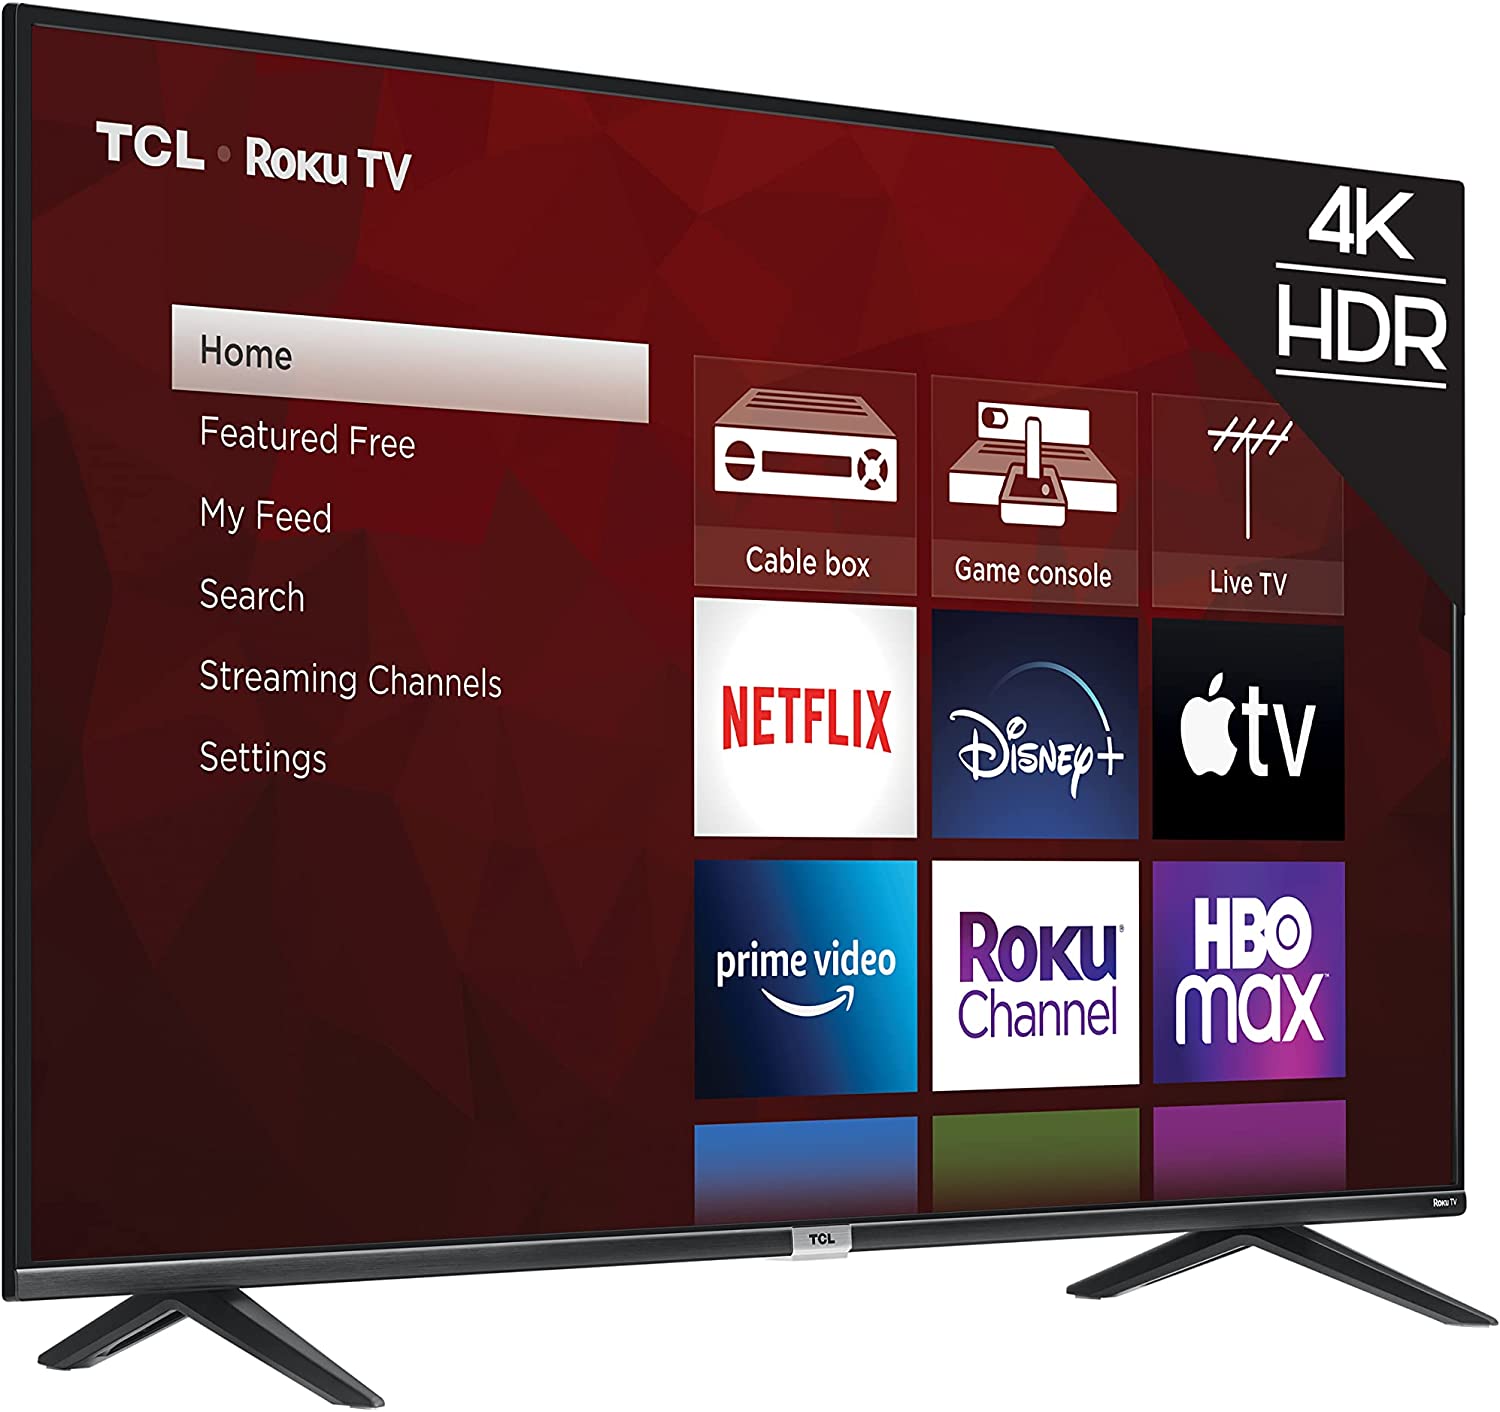 TCL • Roku TV
4K
HDR
Home
Featured Free
My Feed
Search
Streaming Channels
Settings
Cable box
Game console
Live TV
NETFLIX
Disney+
tv
prime video
Roku
Channel
HBO
max
TCL
Roku TV